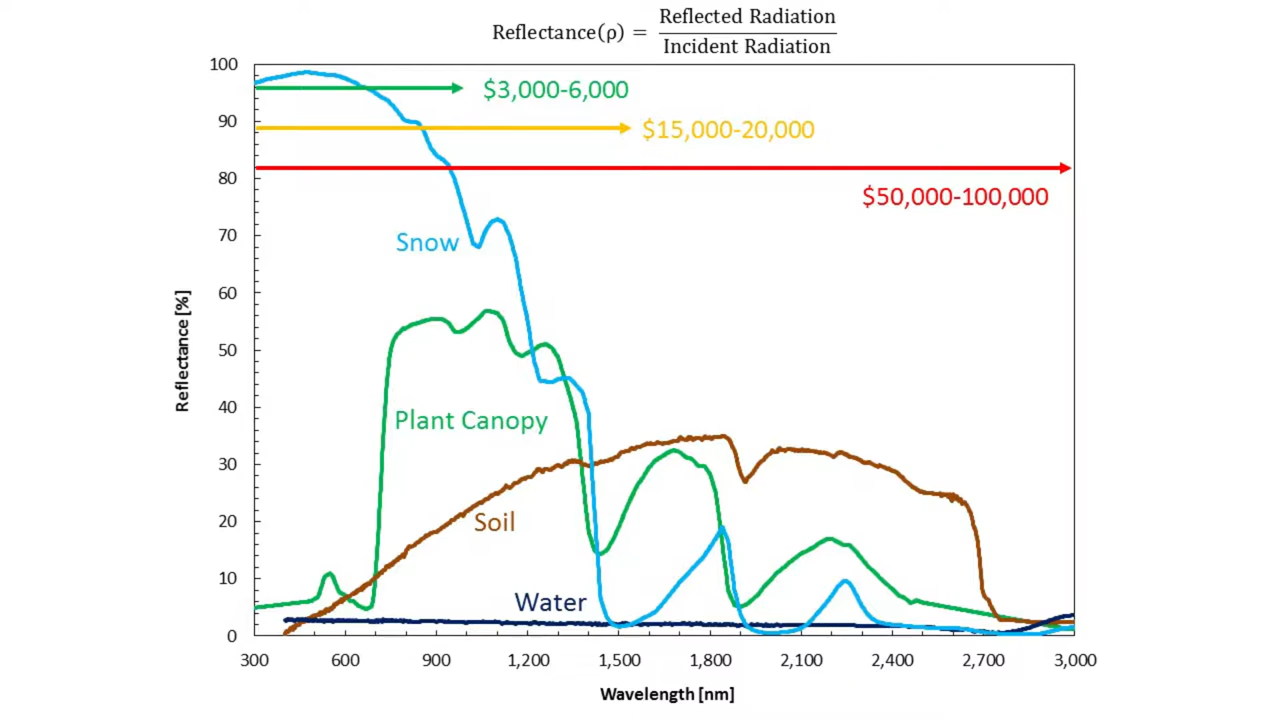 Reflectance(ρ) = Reflected Radiation
Incident Radiation
100
$3,000-6,000
90
$15,000-20,000
80
$50,000-100,000
70
Snow
60
Reflectance [%]
50
40
Plant Canopy
30
20
Soil
10
Water
0
300 600 900 1,200 1,500 1,800 2,100 2,400 2,700 3,000
Wavelength [nm]